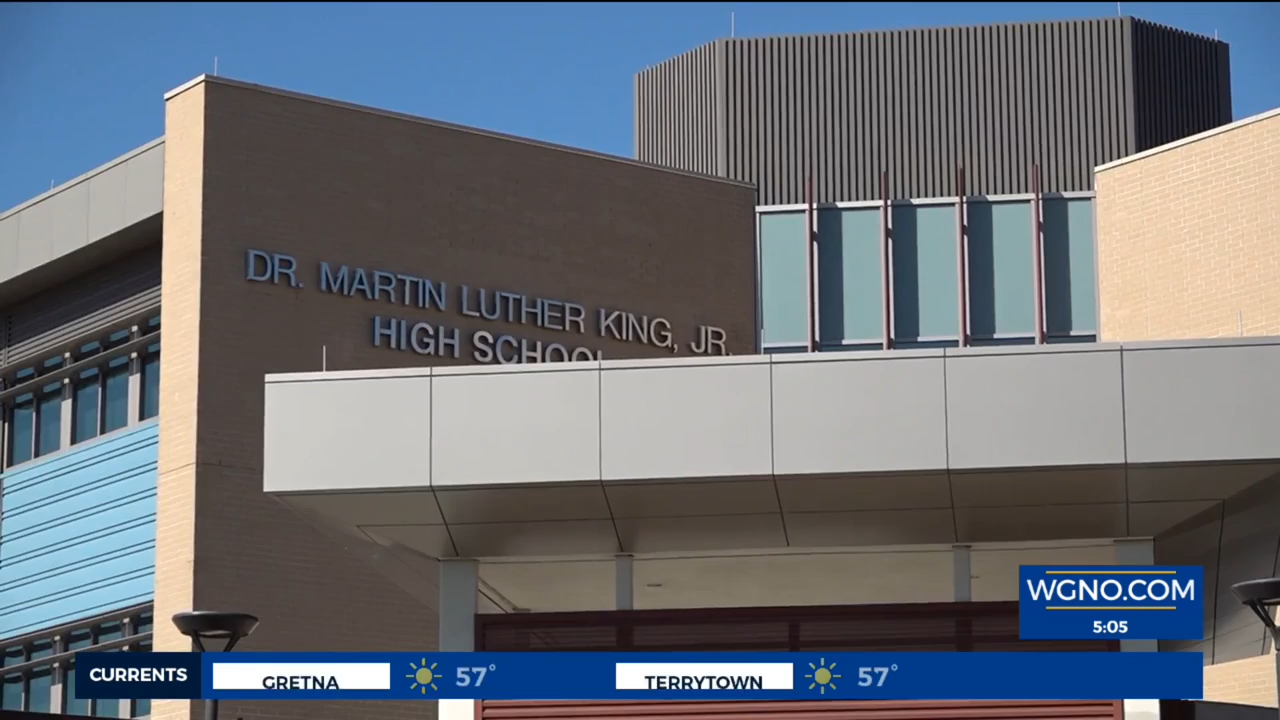 DR. MARTIN LUTHER KING, JR.
HIGH SCHOOL
WGNO.COM
5:05
CURRENTS GRETNA 57° TERRYTOWN 57°